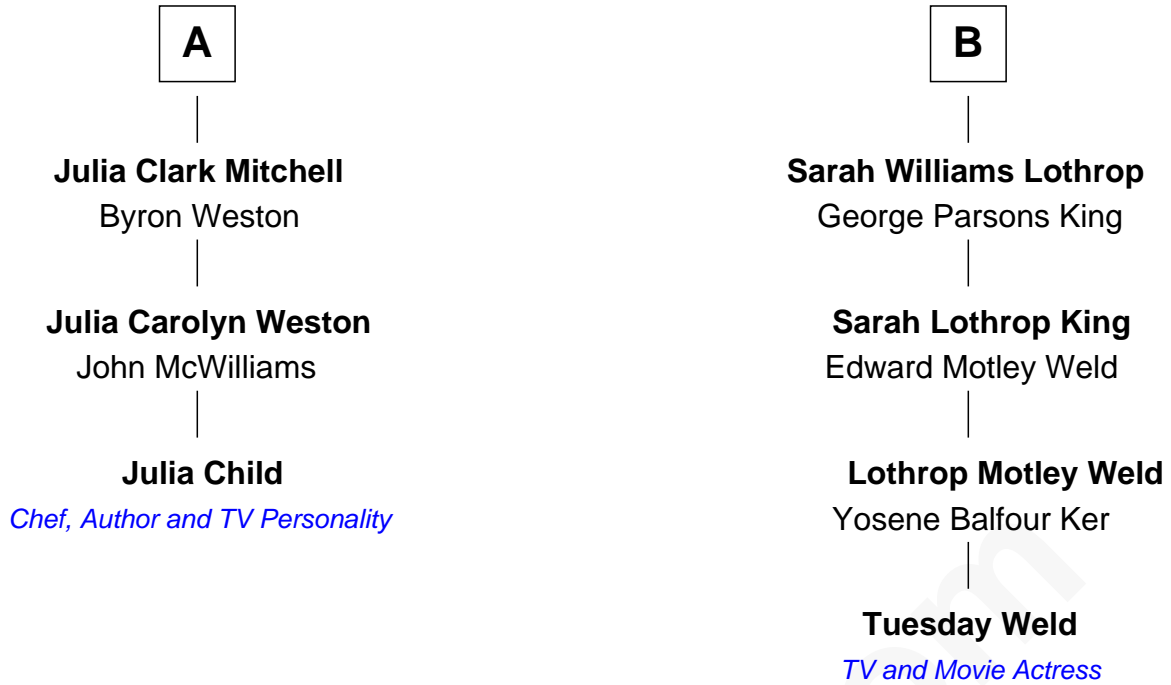 A
Julia Clark Mitchell
Byron Weston
Julia Carolyn Weston
John McWilliams
Julia Child
Chef, Author and TV Personality
B
Sarah Williams Lothrop
George Parsons King
Sarah Lothrop King
Edward Motley Weld
Lothrop Motley Weld
Yosene Balfour Ker
Tuesday Weld
TV and Movie Actress